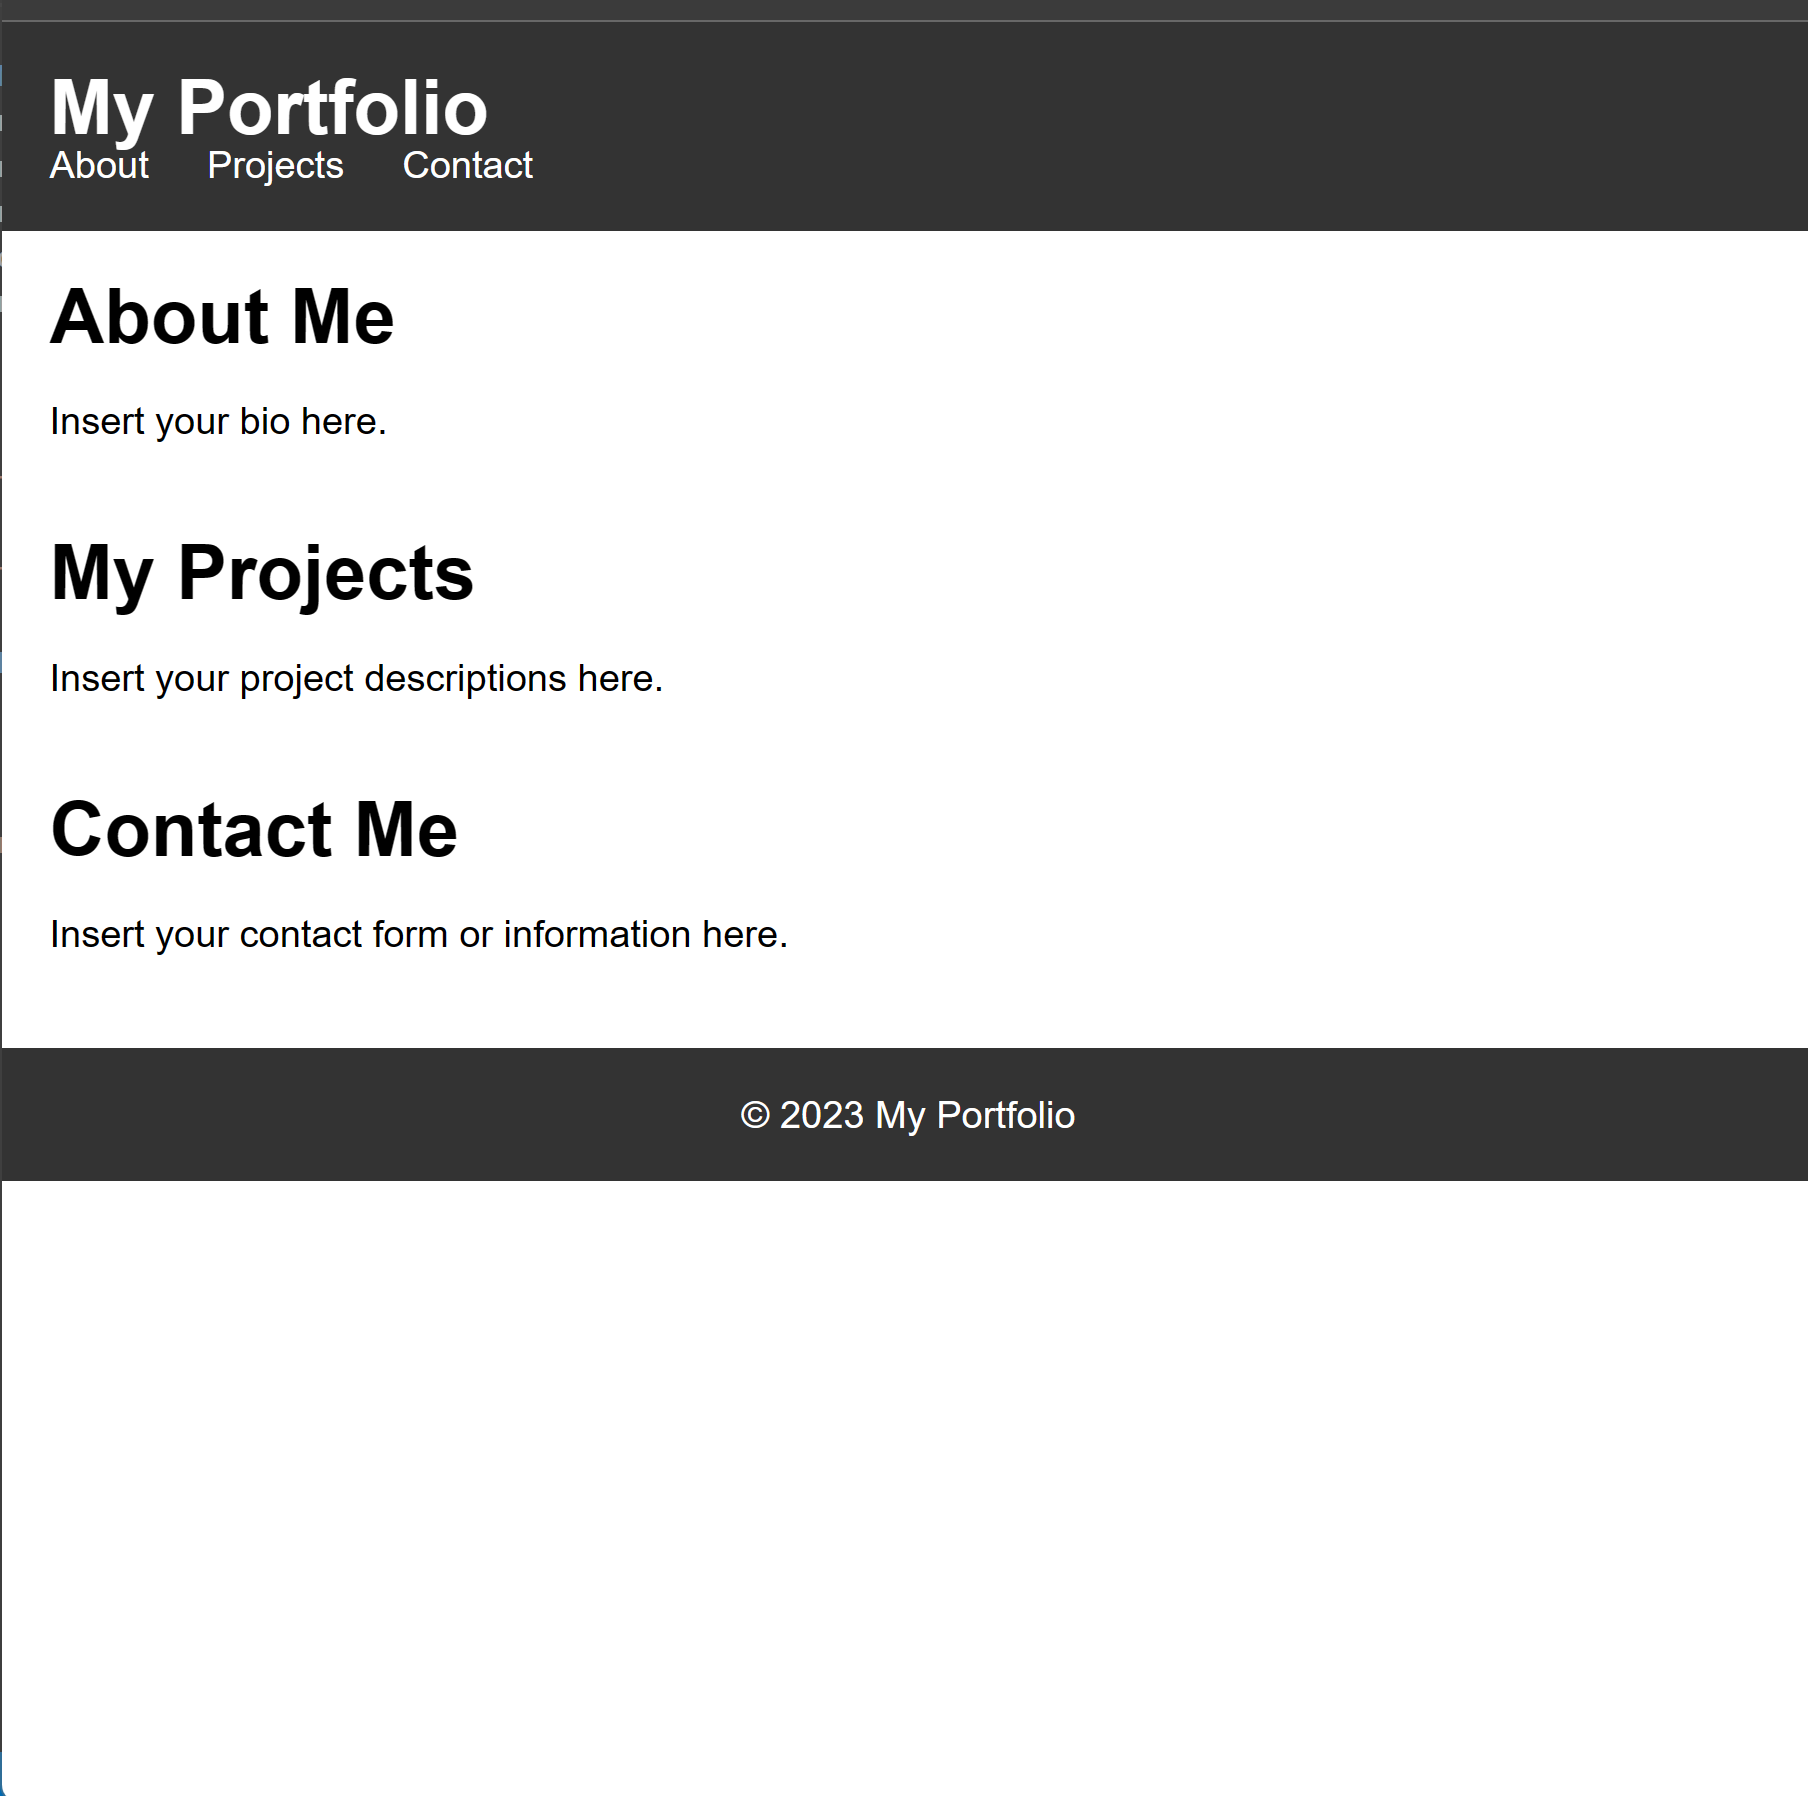 My Portfolio
About Projects Contact
About Me
Insert your bio here.
My Projects
Insert your project descriptions here.
Contact Me
Insert your contact form or information here.
© 2023 My Portfolio